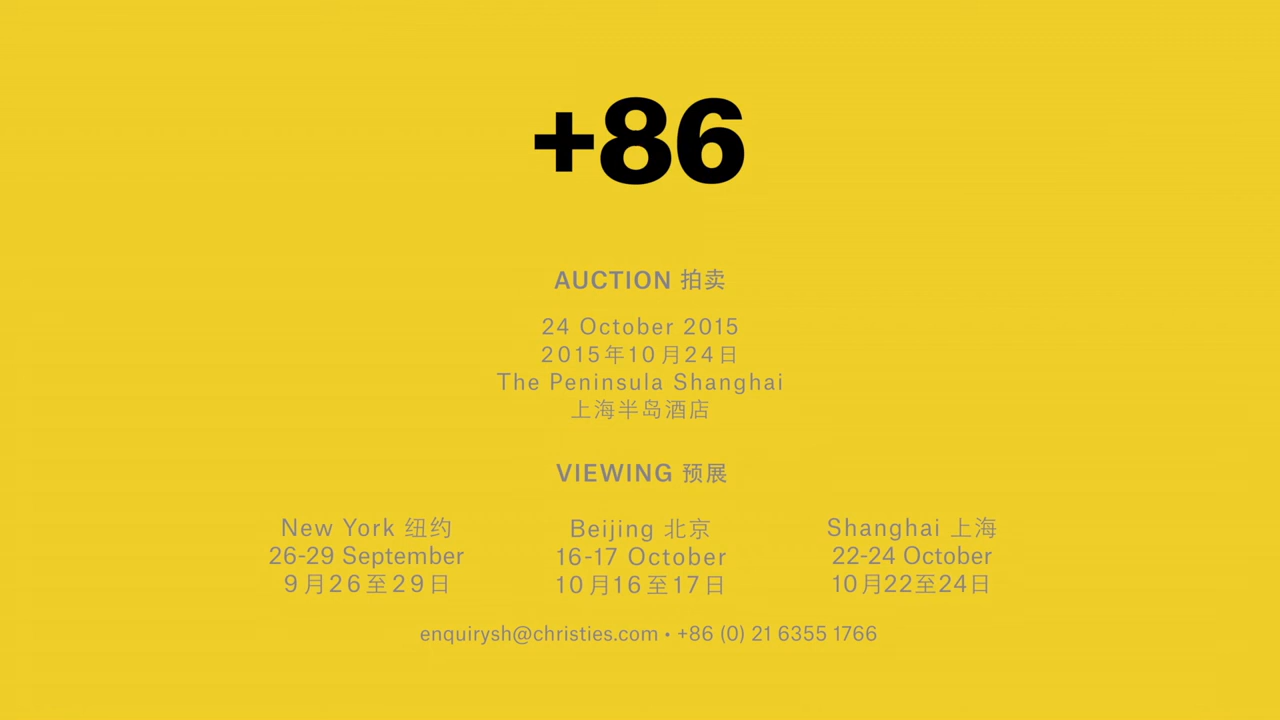 +86
AUCTION 拍卖
24 October 2015
2015年10月24日
The Peninsula Shanghai
上海半岛酒店
VIEWING 预展
New York 纽约
26-29 September
9月26至29日
Beijing 北京
16-17 October
10月16至17日
Shanghai 上海
22-24 October
10月22至24日
enquirysh@christies.com • +86 (0) 21 6355 1766